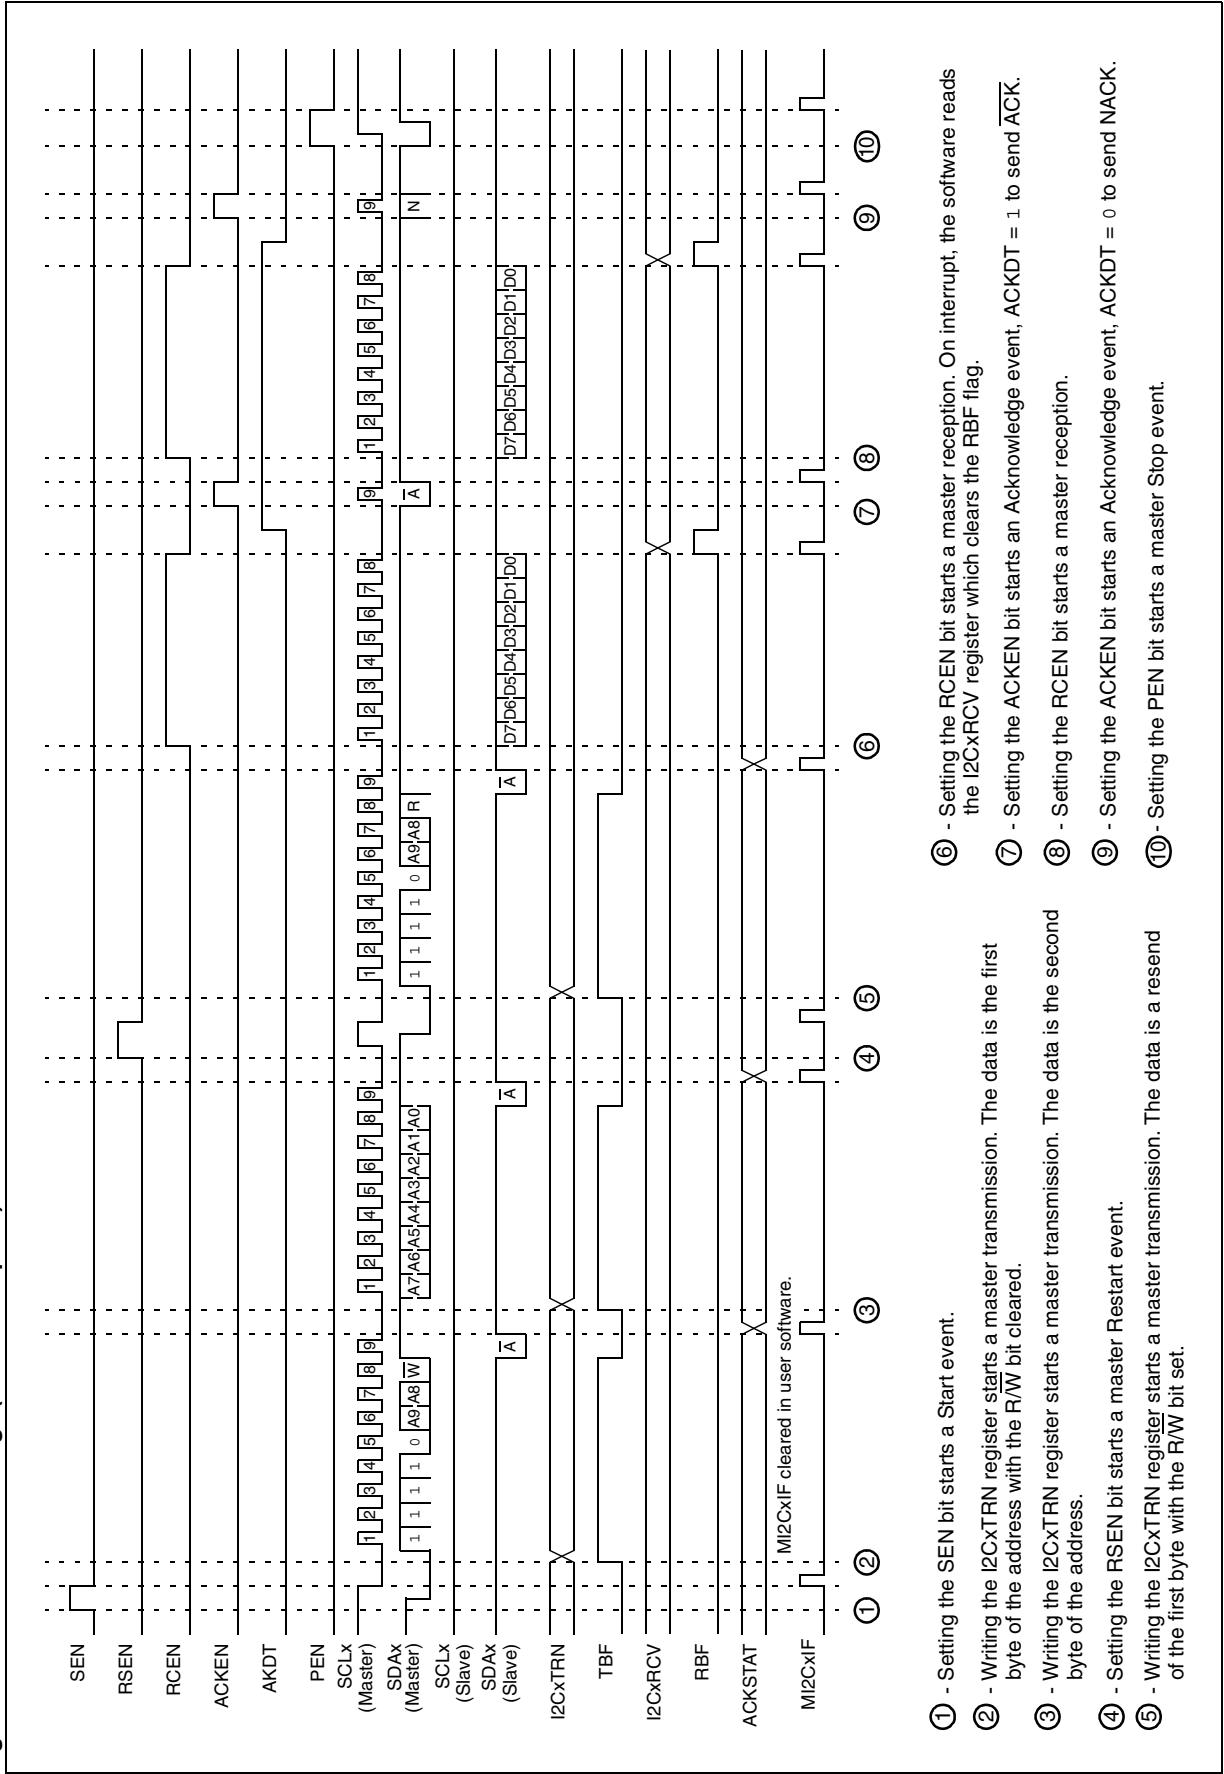 SEN
RSEN
RCEN
ACKEN
AKDT
PEN
SCLx
(Master)
1 2 3 4 5 6 7 8 9 1 2 3 4 5 6 7 8 9 1 2 3 4 5 6 7 8 9 1 2 3 4 5 6 7 8 9 1 2 3 4 5 6 7 8 9
SDAx
(Master)
1 1 1 1 0 A9 A8 W̅ A7 A6 A5 A4 A3 A2 A1 A0 1 1 1 1 0 A9 A8 R A̅ N
SCLx
(Slave)
SDAx
(Slave)
A̅ A̅ A̅ D7 D6 D5 D4 D3 D2 D1 D0 D7 D6 D5 D4 D3 D2 D1 D0
I2CxTRN
TBF
I2CxRCV
RBF
ACKSTAT
MI2CxIF cleared in user software.
MI2CxIF
① ② ③ ④ ⑤ ⑥ ⑦ ⑧ ⑨ ⑩
① - Setting the SEN bit starts a Start event.
② - Writing the I2CxTRN register starts a master transmission. The data is the first
byte of the address with the R/W̅ bit cleared.
③ - Writing the I2CxTRN register starts a master transmission. The data is the second
byte of the address.
④ - Setting the RSEN bit starts a master Restart event.
⑤ - Writing the I2CxTRN register starts a master transmission. The data is a resend
of the first byte with the R/W̅ bit set.
⑥ - Setting the RCEN bit starts a master reception. On interrupt, the software reads
the I2CxRCV register which clears the RBF flag.
⑦ - Setting the ACKEN bit starts an Acknowledge event, ACKDT = 1 to send A̅C̅K̅.
⑧ - Setting the RCEN bit starts a master reception.
⑨ - Setting the ACKEN bit starts an Acknowledge event, ACKDT = 0 to send NACK.
⑩ - Setting the PEN bit starts a master Stop event.